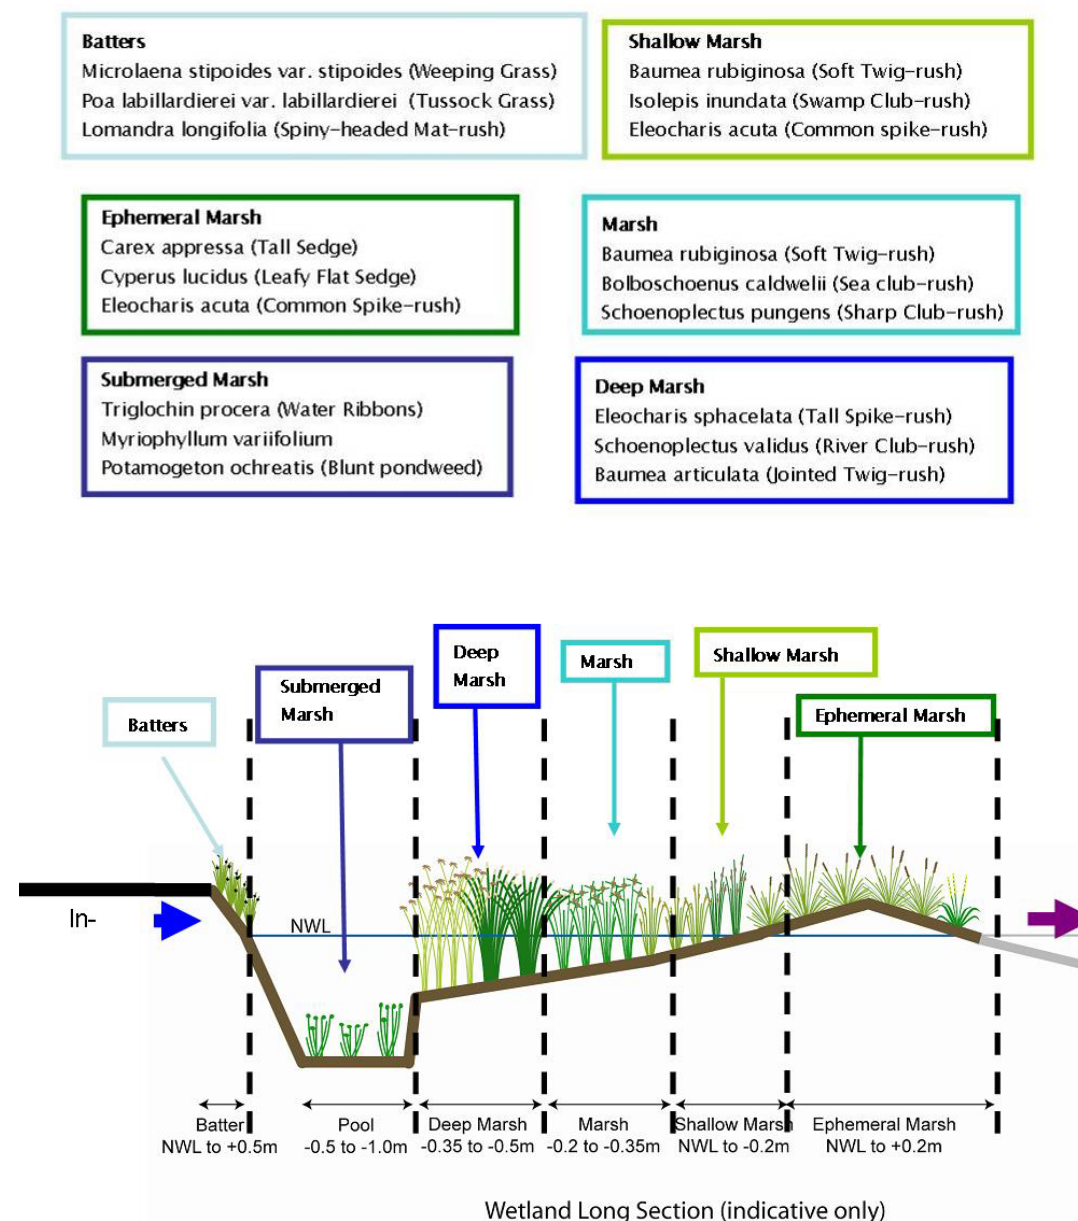 Batters
Microlaena stipoides var. stipoides (Weeping Grass)
Poa labillardierei var. labillardierei (Tussock Grass)
Lomandra longifolia (Spiny-headed Mat-rush)
Shallow Marsh
Baumea rubiginosa (Soft Twig-rush)
Isolepis inundata (Swamp Club-rush)
Eleocharis acuta (Common spike-rush)
Ephemeral Marsh
Carex appressa (Tall Sedge)
Cyperus lucidus (Leafy Flat Sedge)
Eleocharis acuta (Common Spike-rush)
Marsh
Baumea rubiginosa (Soft Twig-rush)
Bolboschoenus caldwelii (Sea club-rush)
Schoenoplectus pungens (Sharp Club-rush)
Submerged Marsh
Triglochin procera (Water Ribbons)
Myriophyllum variifolium
Potamogeton ochreatis (Blunt pondweed)
Deep Marsh
Eleocharis sphacelata (Tall Spike-rush)
Schoenoplectus validus (River Club-rush)
Baumea articulata (Jointed Twig-rush)
Batters
Submerged
Marsh
Deep
Marsh
Marsh
Shallow Marsh
Ephemeral Marsh
In-
NWL
Batter
NWL to +0.5m
Pool
-0.5 to -1.0m
Deep Marsh
-0.35 to -0.5m
Marsh
-0.2 to -0.35m
Shallow Marsh
NWL to -0.2m
Ephemeral Marsh
NWL to +0.2m
Wetland Long Section (indicative only)